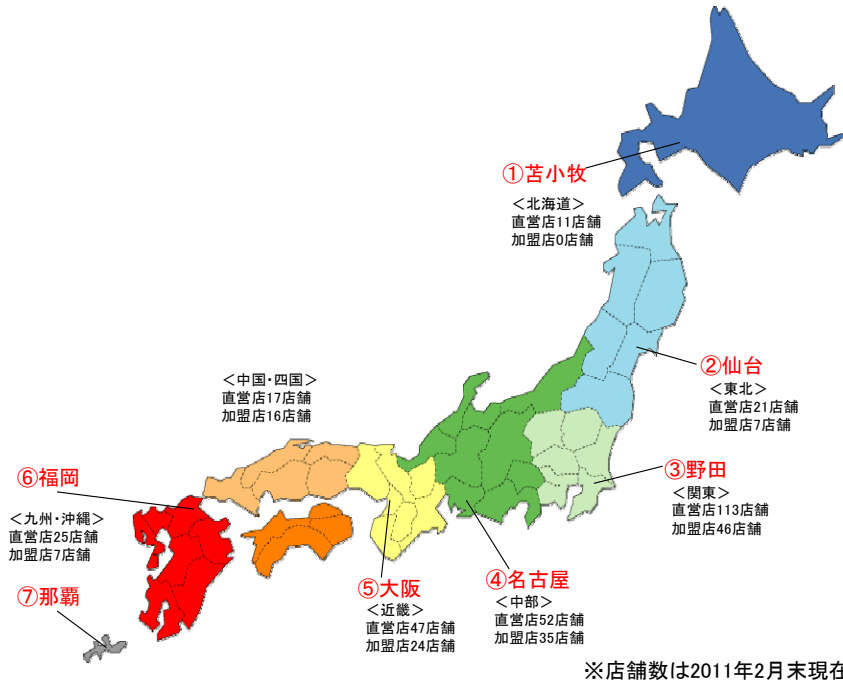 ①苫小牧
＜北海道＞
直営店11店舗
加盟店0店舗
②仙台
＜東北＞
直営店21店舗
加盟店7店舗
＜中国・四国＞
直営店17店舗
加盟店16店舗
③野田
＜関東＞
直営店113店舗
加盟店46店舗
⑥福岡
＜九州・沖縄＞
直営店25店舗
加盟店7店舗
⑦那覇
⑤大阪
＜近畿＞
直営店47店舗
加盟店24店舗
④名古屋
＜中部＞
直営店52店舗
加盟店35店舗
※店舗数は2011年2月末現在